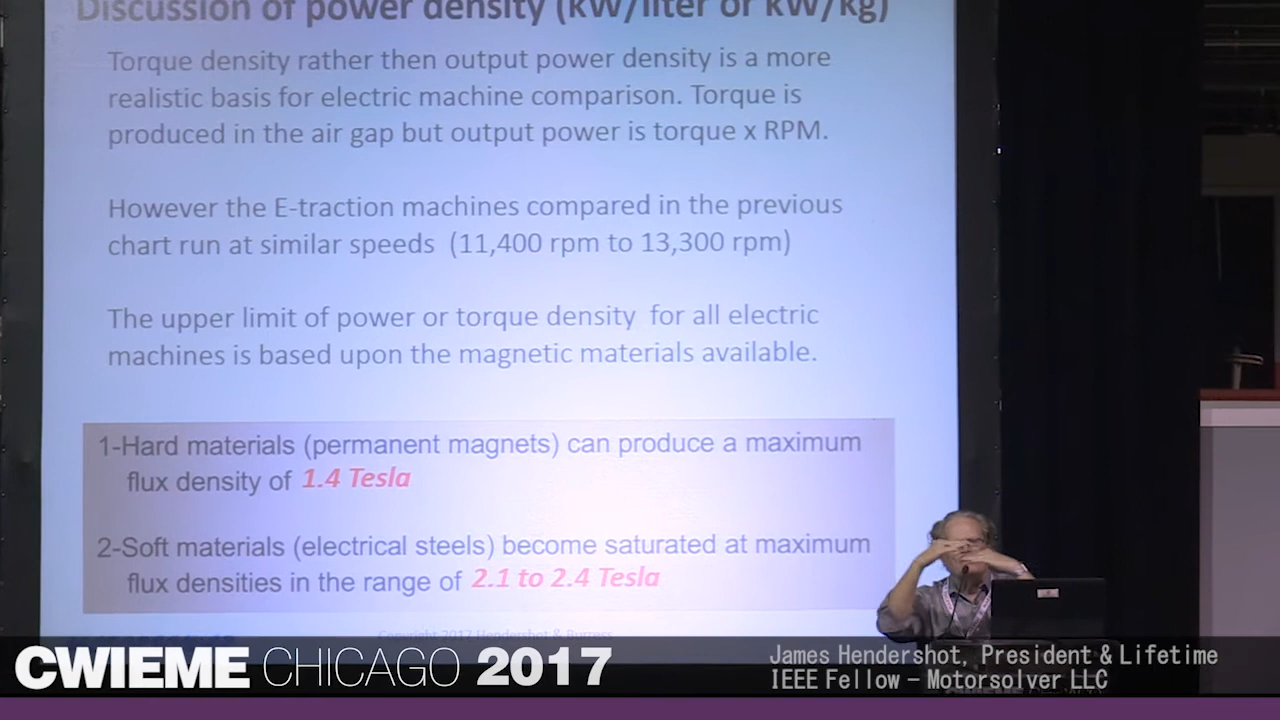 Discussion of power density (kW/liter or kW/kg)
Torque density rather then output power density is a more
realistic basis for electric machine comparison. Torque is
produced in the air gap but output power is torque x RPM.
However the E-traction machines compared in the previous
chart run at similar speeds (11,400 rpm to 13,300 rpm)
The upper limit of power or torque density for all electric
machines is based upon the magnetic materials available.
1-Hard materials (permanent magnets) can produce a maximum
flux density of 1.4 Tesla
2-Soft materials (electrical steels) become saturated at maximum
flux densities in the range of 2.1 to 2.4 Tesla
Copyright 2017 Hendershot & Burress
CWIEME CHICAGO 2017
James Hendershot, President & Lifetime
IEEE Fellow – Motorsolver LLC